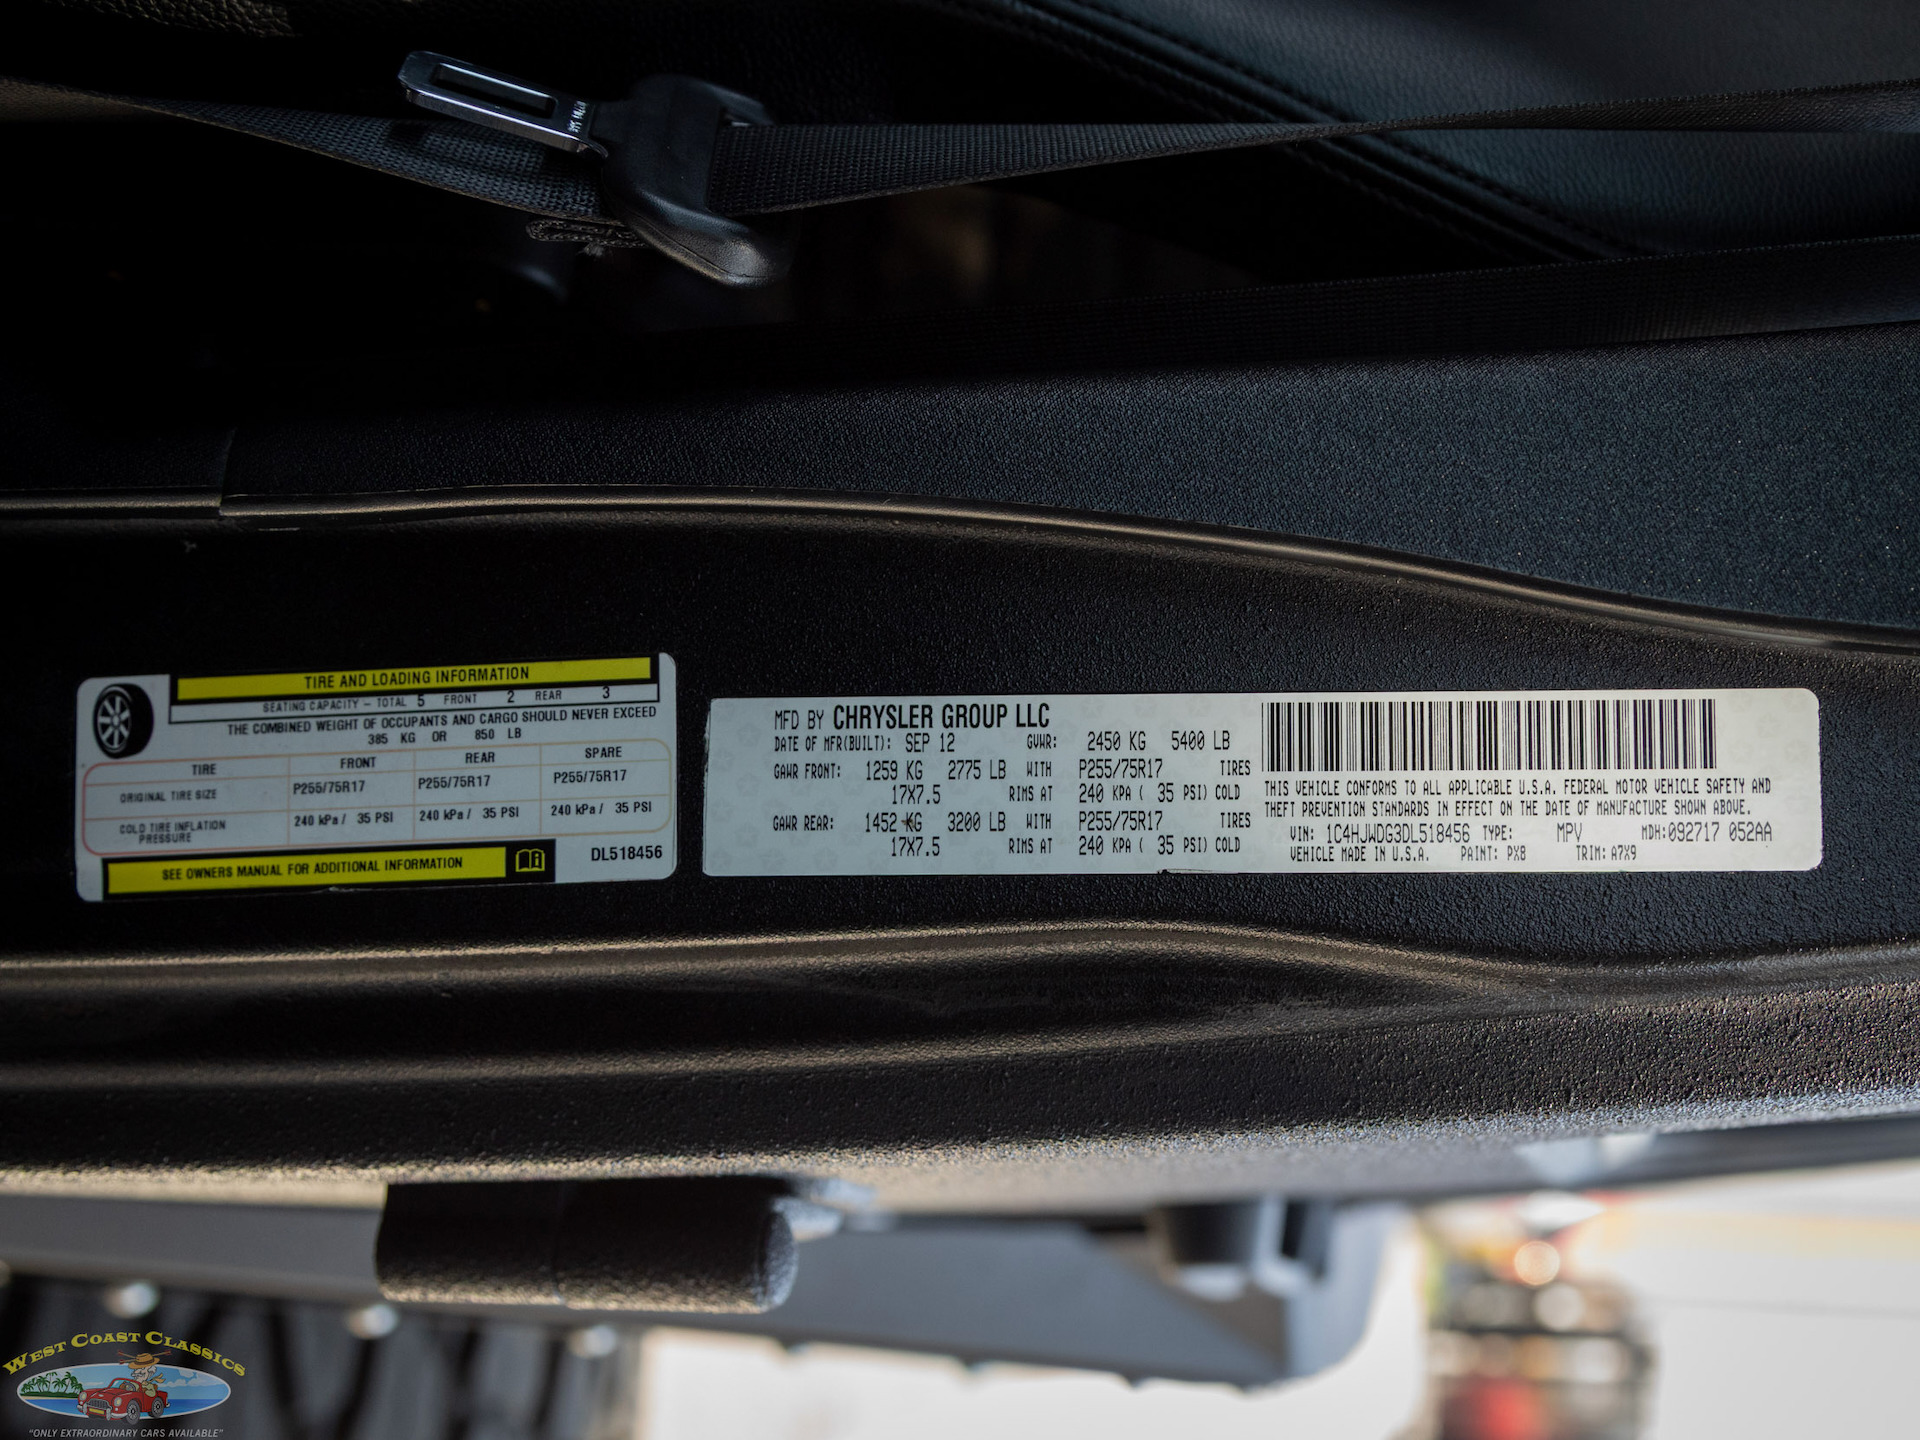 TIRE AND LOADING INFORMATION
SEATING CAPACITY – TOTAL 5 FRONT 2 REAR 3
THE COMBINED WEIGHT OF OCCUPANTS AND CARGO SHOULD NEVER EXCEED
385 KG OR 850 LB
TIRE FRONT REAR SPARE
ORIGINAL TIRE SIZE P255/75R17 P255/75R17 P255/75R17
COLD TIRE INFLATION PRESSURE 240 kPa / 35 PSI 240 kPa / 35 PSI 240 kPa / 35 PSI
SEE OWNERS MANUAL FOR ADDITIONAL INFORMATION
DL518456
MFD BY CHRYSLER GROUP LLC
DATE OF MFR(BUILT): SEP 12 GVWR: 2450 KG 5400 LB
GAWR FRONT: 1259 KG 2775 LB WITH P255/75R17 TIRES
17X7.5 RIMS AT 240 KPA ( 35 PSI) COLD
GAWR REAR: 1452 KG 3200 LB WITH P255/75R17 TIRES
17X7.5 RIMS AT 240 KPA ( 35 PSI) COLD
THIS VEHICLE CONFORMS TO ALL APPLICABLE U.S.A. FEDERAL MOTOR VEHICLE SAFETY AND
THEFT PREVENTION STANDARDS IN EFFECT ON THE DATE OF MANUFACTURE SHOWN ABOVE.
VIN: 1C4HJWDG3DL518456 TYPE: MPV MDH:092717 052AA
VEHICLE MADE IN U.S.A. PAINT: PX8 TRIM: A7X9
WEST COAST CLASSICS
"ONLY EXTRAORDINARY CARS AVAILABLE"